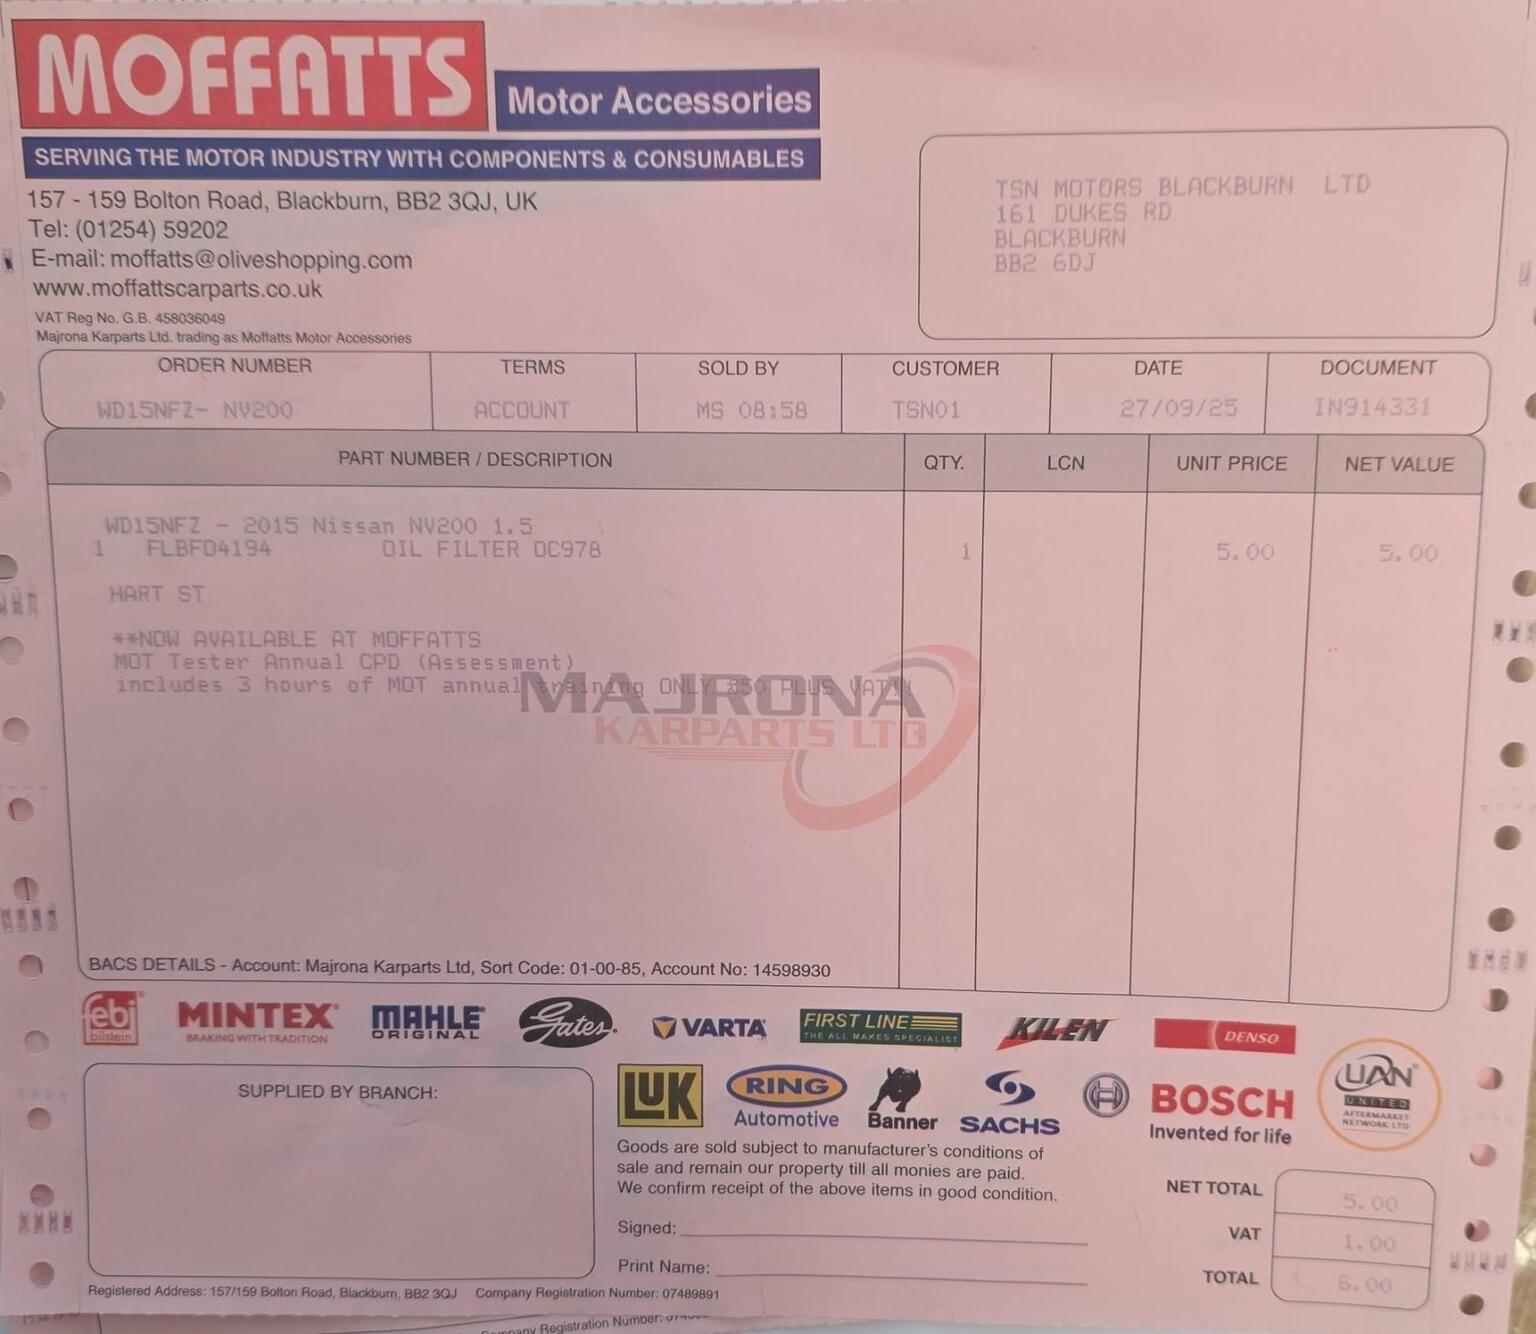 MOFFATTS
Motor Accessories
SERVING THE MOTOR INDUSTRY WITH COMPONENTS & CONSUMABLES
157 - 159 Bolton Road, Blackburn, BB2 3QJ, UK
Tel: (01254) 59202
E-mail: moffatts@oliveshopping.com
www.moffattscarparts.co.uk
VAT Reg No. G.B. 458036049
Majrona Karparts Ltd. trading as Moffatts Motor Accessories
TSN MOTORS BLACKBURN LTD
161 DUKES RD
BLACKBURN
BB2 6DJ
ORDER NUMBER TERMS SOLD BY CUSTOMER DATE DOCUMENT
WD15NFZ- NV200 ACCOUNT MS 08:58 TSN01 27/09/25 IN914331
PART NUMBER / DESCRIPTION QTY. LCN UNIT PRICE NET VALUE
WD15NFZ - 2015 Nissan NV200 1.5
1 FLBFO4194 OIL FILTER OC978 1 5.00 5.00
HART ST
**NOW AVAILABLE AT MOFFATTS
MOT Tester Annual CPD (Assessment)
includes 3 hours of MOT annual training ONLY £50 PLUS VAT!!
MAJRONA
KARPARTS LTD
BACS DETAILS - Account: Majrona Karparts Ltd, Sort Code: 01-00-85, Account No: 14598930
febi bilstein
MINTEX BRAKING WITH TRADITION
MAHLE ORIGINAL
Gates
VARTA
FIRST LINE THE ALL MAKES SPECIALIST
KILEN
DENSO
LUK
RING Automotive
Banner
SACHS
BOSCH
Invented for life
UAN
UNITED
AFTERMARKET
NETWORK LTD
SUPPLIED BY BRANCH:
Goods are sold subject to manufacturer's conditions of
sale and remain our property till all monies are paid.
We confirm receipt of the above items in good condition.
Signed:
Print Name:
NET TOTAL 5.00
VAT 1.00
TOTAL 6.00
Registered Address: 157/159 Bolton Road, Blackburn, BB2 3QJ Company Registration Number: 07489891
Company Registration Number: